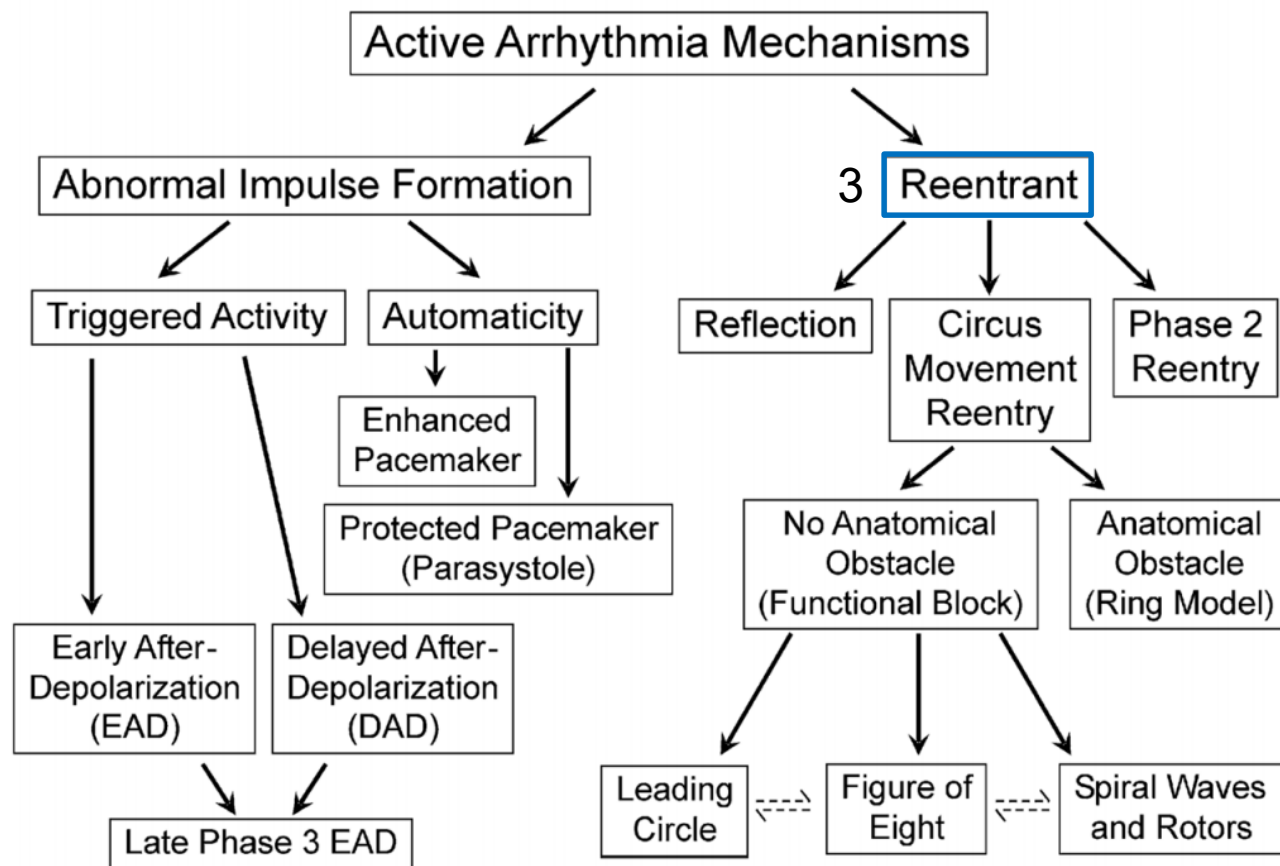 Active Arrhythmia Mechanisms
Abnormal Impulse Formation
3
Reentrant
Triggered Activity
Automaticity
Reflection
Circus
Movement
Reentry
Phase 2
Reentry
Enhanced
Pacemaker
Protected Pacemaker
(Parasystole)
No Anatomical
Obstacle
(Functional Block)
Anatomical
Obstacle
(Ring Model)
Early After-
Depolarization
(EAD)
Delayed After-
Depolarization
(DAD)
Late Phase 3 EAD
Leading
Circle
Figure of
Eight
Spiral Waves
and Rotors